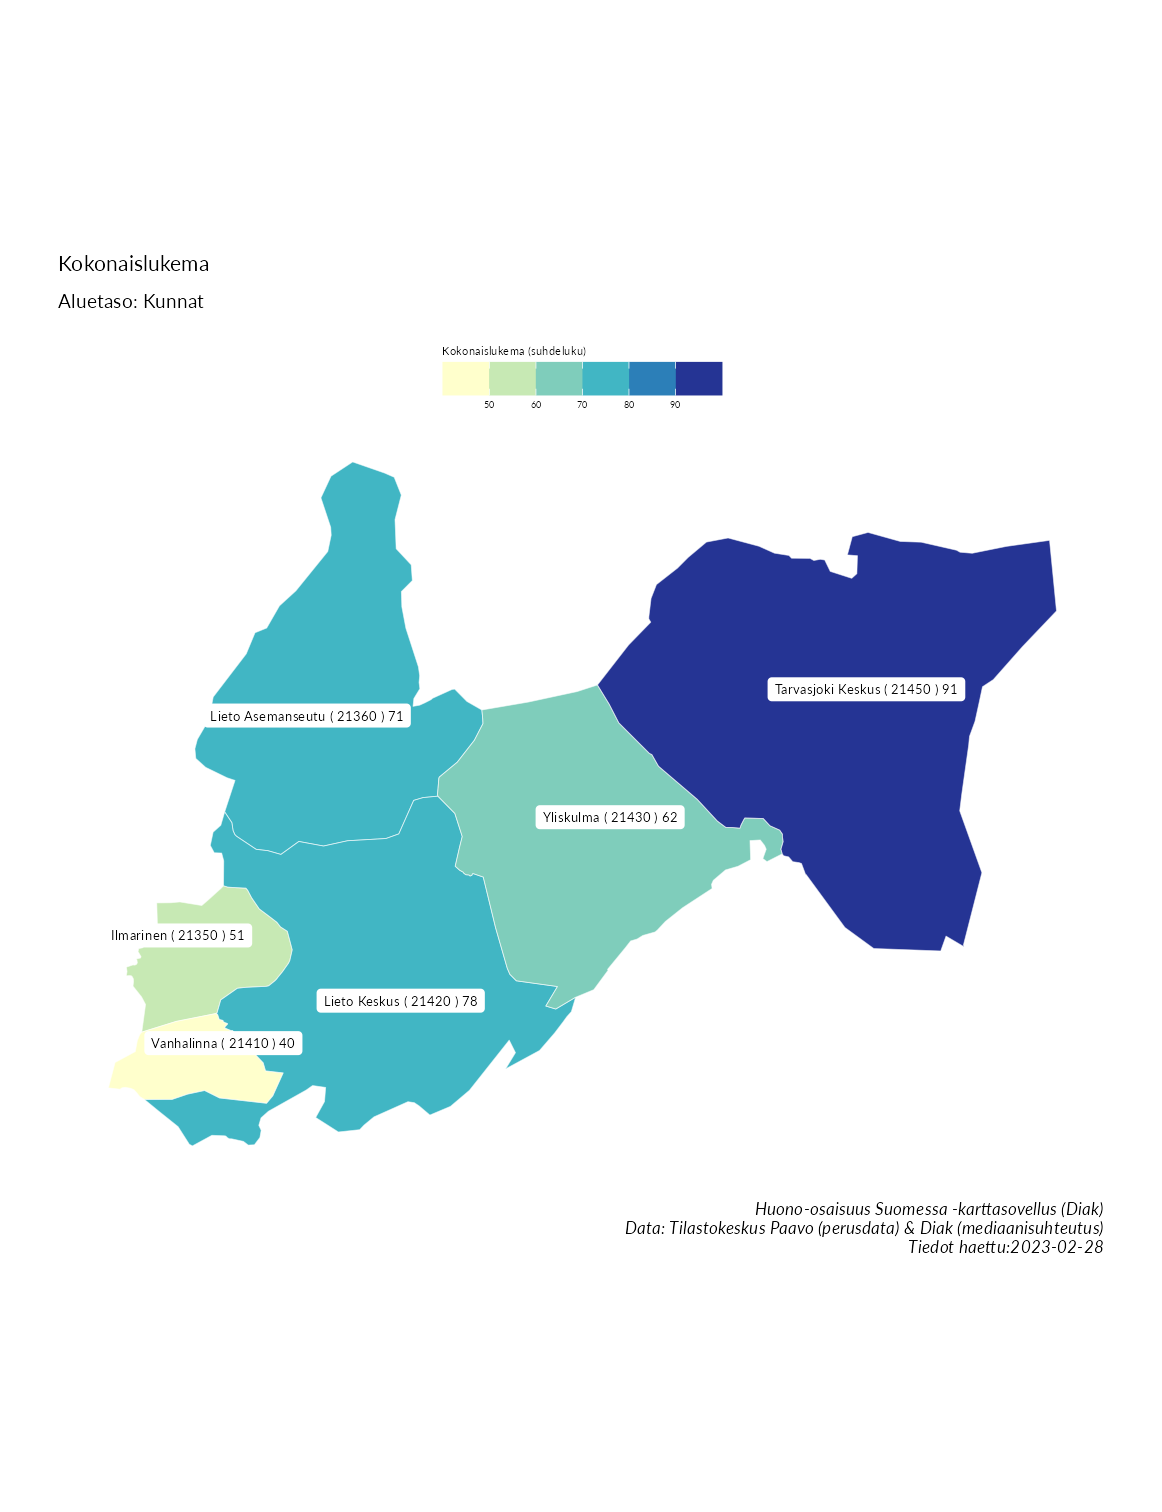 Kokonaislukema
Aluetaso: Kunnat
Kokonaislukema (suhdeluku)
50 60 70 80 90
Tarvasjoki Keskus ( 21450 ) 91
Lieto Asemanseutu ( 21360 ) 71
Yliskulma ( 21430 ) 62
Ilmarinen ( 21350 ) 51
Lieto Keskus ( 21420 ) 78
Vanhalinna ( 21410 ) 40
Huono-osaisuus Suomessa -karttasovellus (Diak)
Data: Tilastokeskus Paavo (perusdata) & Diak (mediaanisuhteutus)
Tiedot haettu:2023-02-28